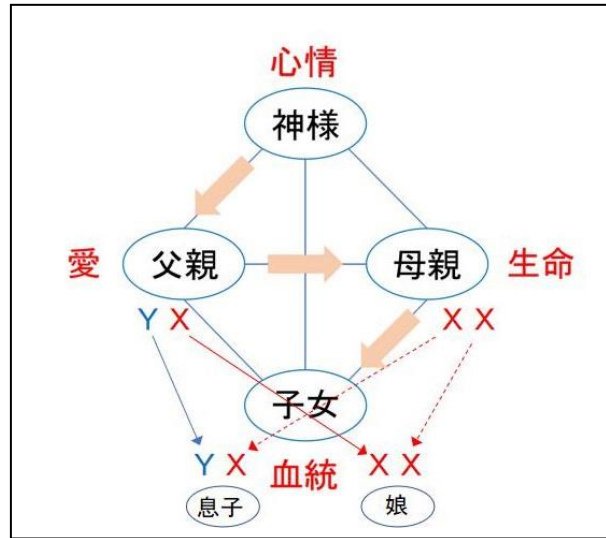 心情
神様
愛 父親 母親 生命
Y X X X
子女
Y X 血統 X X
息子 娘